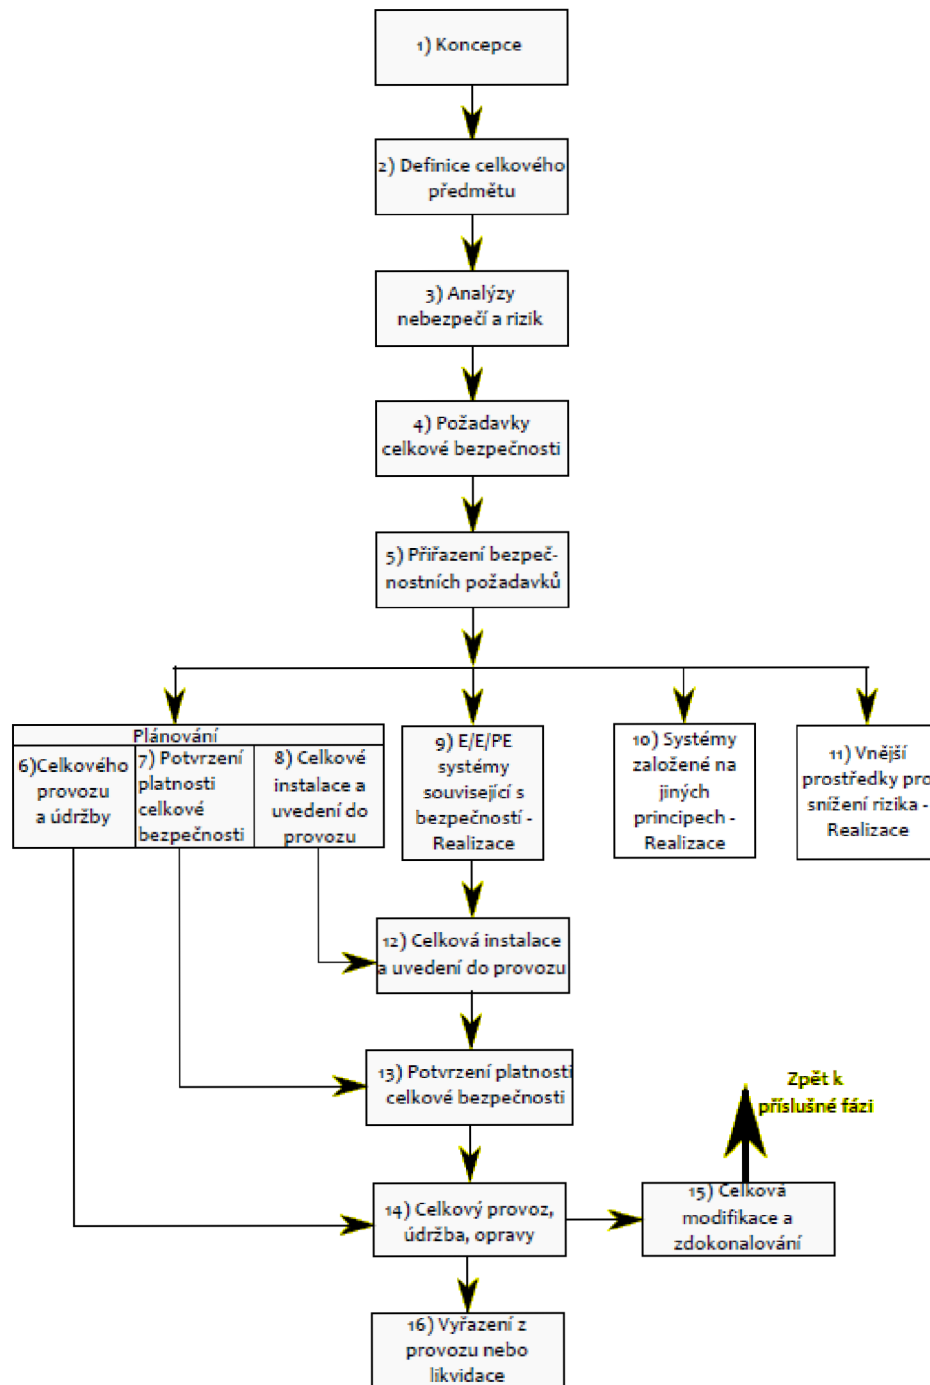 1) Koncepce
2) Definice celkového
předmětu
3) Analýzy
nebezpečí a rizik
4) Požadavky
celkové bezpečnosti
5) Přiřazení bezpeč-
nostních požadavků
Plánování
6)Celkového
provozu
a údržby
7) Potvrzení
platnosti
celkové
bezpečnosti
8) Celkové
instalace a
uvedení do
provozu
9) E/E/PE
systémy
související s
bezpečností -
Realizace
10) Systémy
založené na
jiných
principech -
Realizace
11) Vnější
prostředky pro
snížení rizika -
Realizace
12) Celková instalace
a uvedení do provozu
13) Potvrzení platnosti
celkové bezpečnosti
Zpět k
příslušné fázi
14) Celkový provoz,
údržba, opravy
15) Celková
modifikace a
zdokonalování
16) Vyřazení z
provozu nebo
likvidace